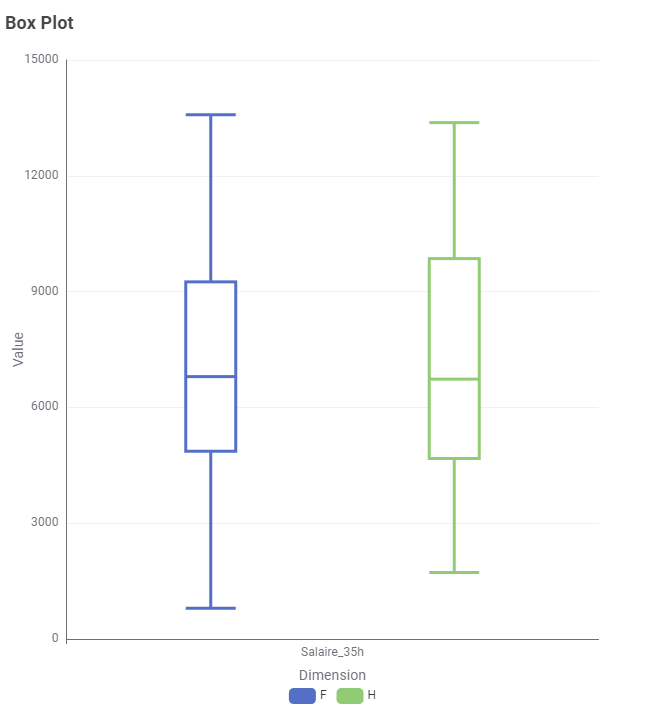 Box Plot
15000
12000
9000
6000
3000
0
Value
Salaire_35h
Dimension
F H